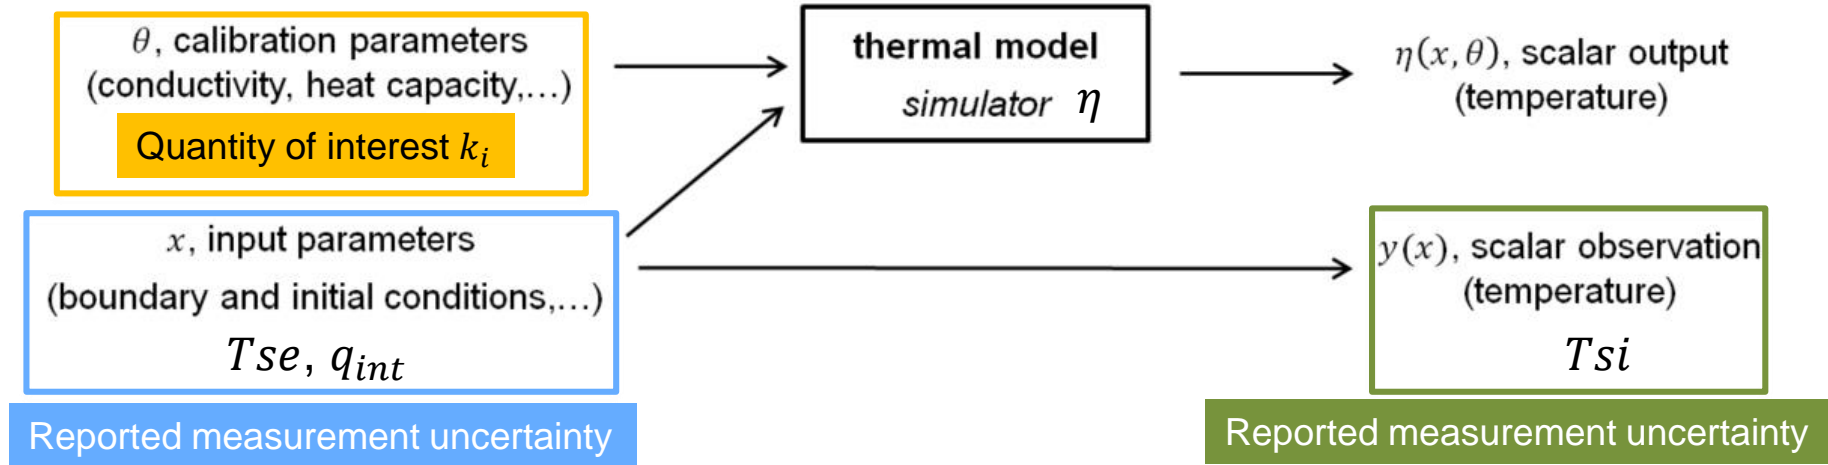 θ, calibration parameters
(conductivity, heat capacity,...)
Quantity of interest k_i
thermal model
simulator η
η(x, θ), scalar output
(temperature)
x, input parameters
(boundary and initial conditions,...)
Tse, q_int
Reported measurement uncertainty
y(x), scalar observation
(temperature)
Tsi
Reported measurement uncertainty